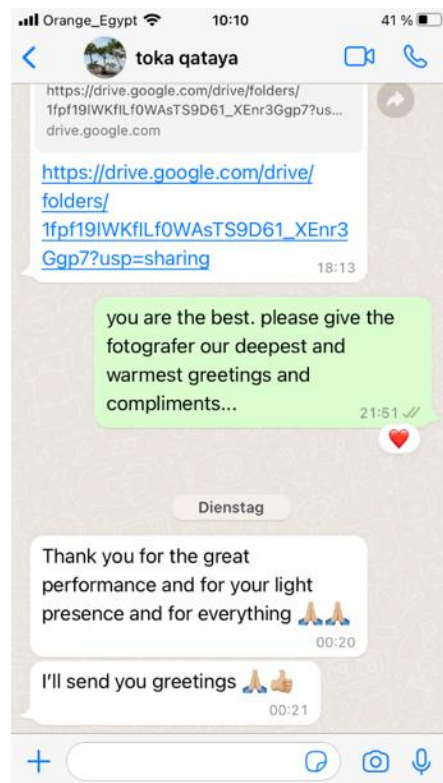 Orange_Egypt 10:10 41 %
toka qataya
https://drive.google.com/drive/folders/
1fpf19lWKfILf0WAsTS9D61_XEnr3Ggp7?us...
drive.google.com
https://drive.google.com/drive/
folders/
1fpf19lWKfILf0WAsTS9D61_XEnr3
Ggp7?usp=sharing
18:13
you are the best. please give the
fotografer our deepest and
warmest greetings and
compliments...
21:51
Dienstag
Thank you for the great
performance and for your light
presence and for everything 🙏🏼🙏🏼
00:20
I'll send you greetings 🙏🏼👍🏼
00:21